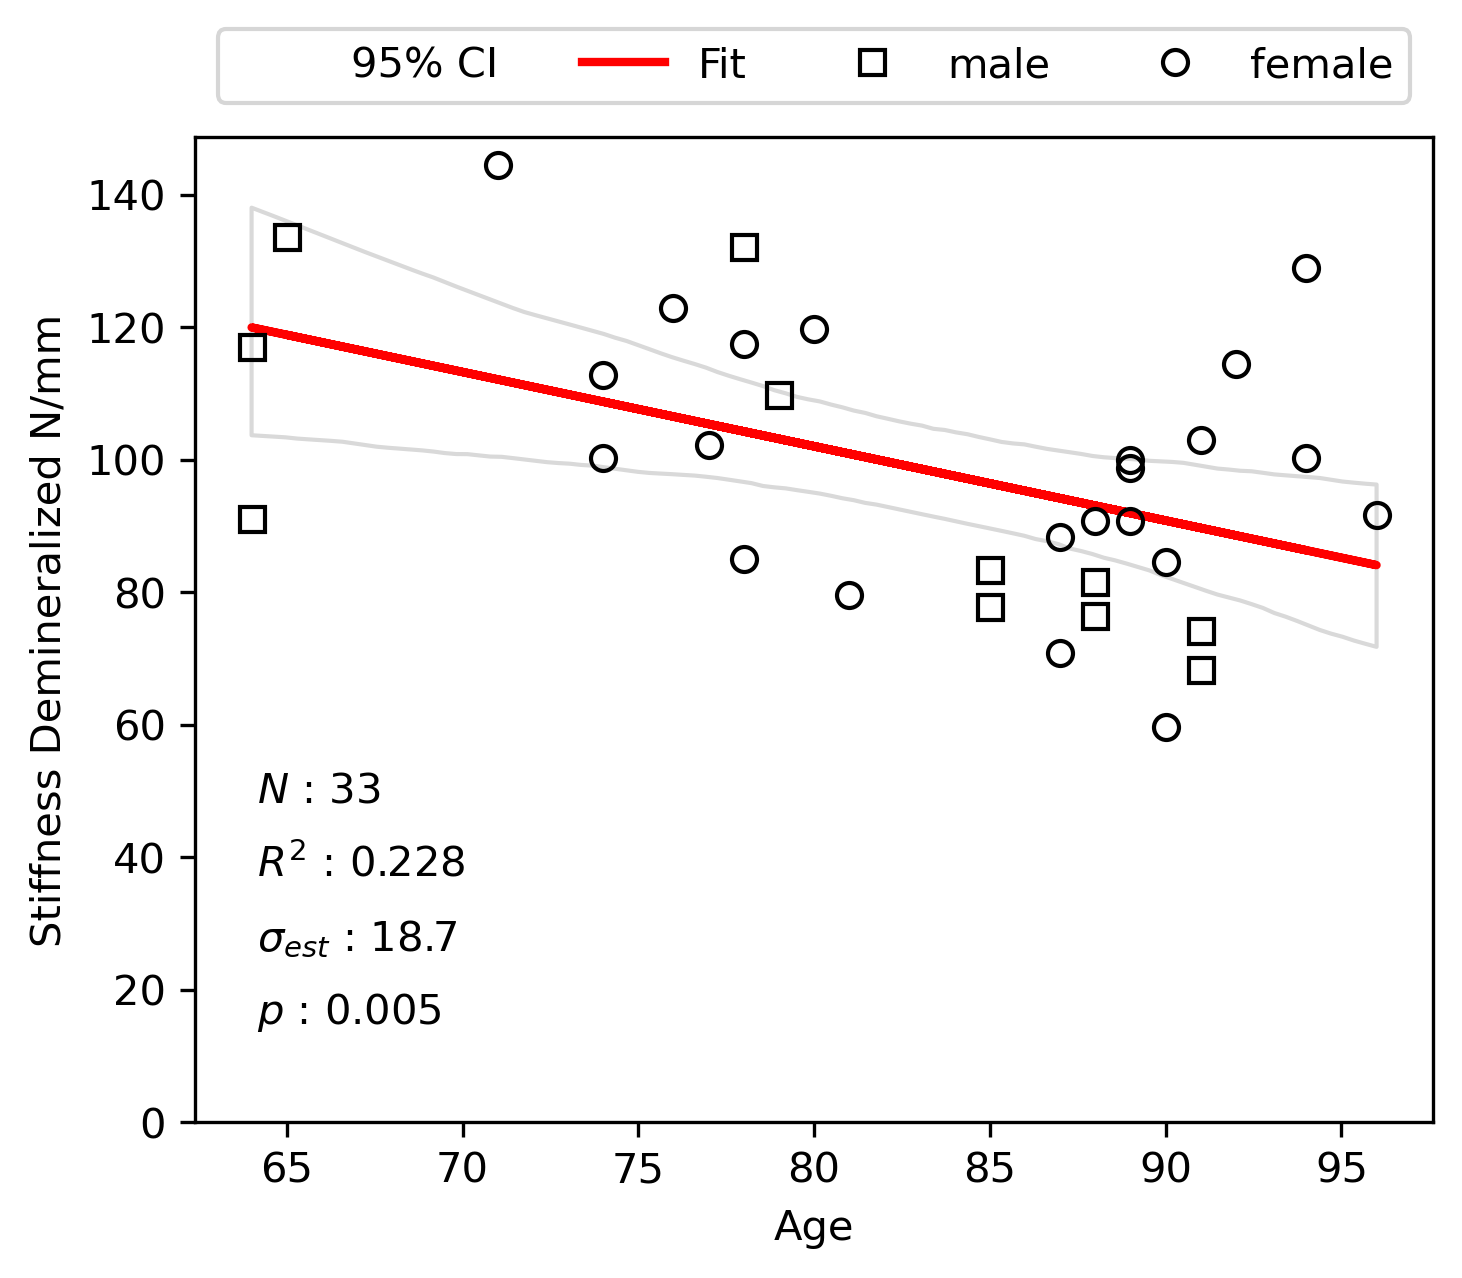 95% CI Fit male female
Stiffness Demineralized N/mm
140
120
100
80
60
40
20
0
N : 33
R² : 0.228
σest : 18.7
p : 0.005
65 70 75 80 85 90 95
Age